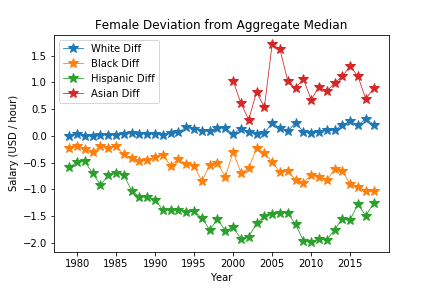 Female Deviation from Aggregate Median
White Diff
Black Diff
Hispanic Diff
Asian Diff
Salary (USD / hour)
1.5
1.0
0.5
0.0
−0.5
−1.0
−1.5
−2.0
1980 1985 1990 1995 2000 2005 2010 2015
Year